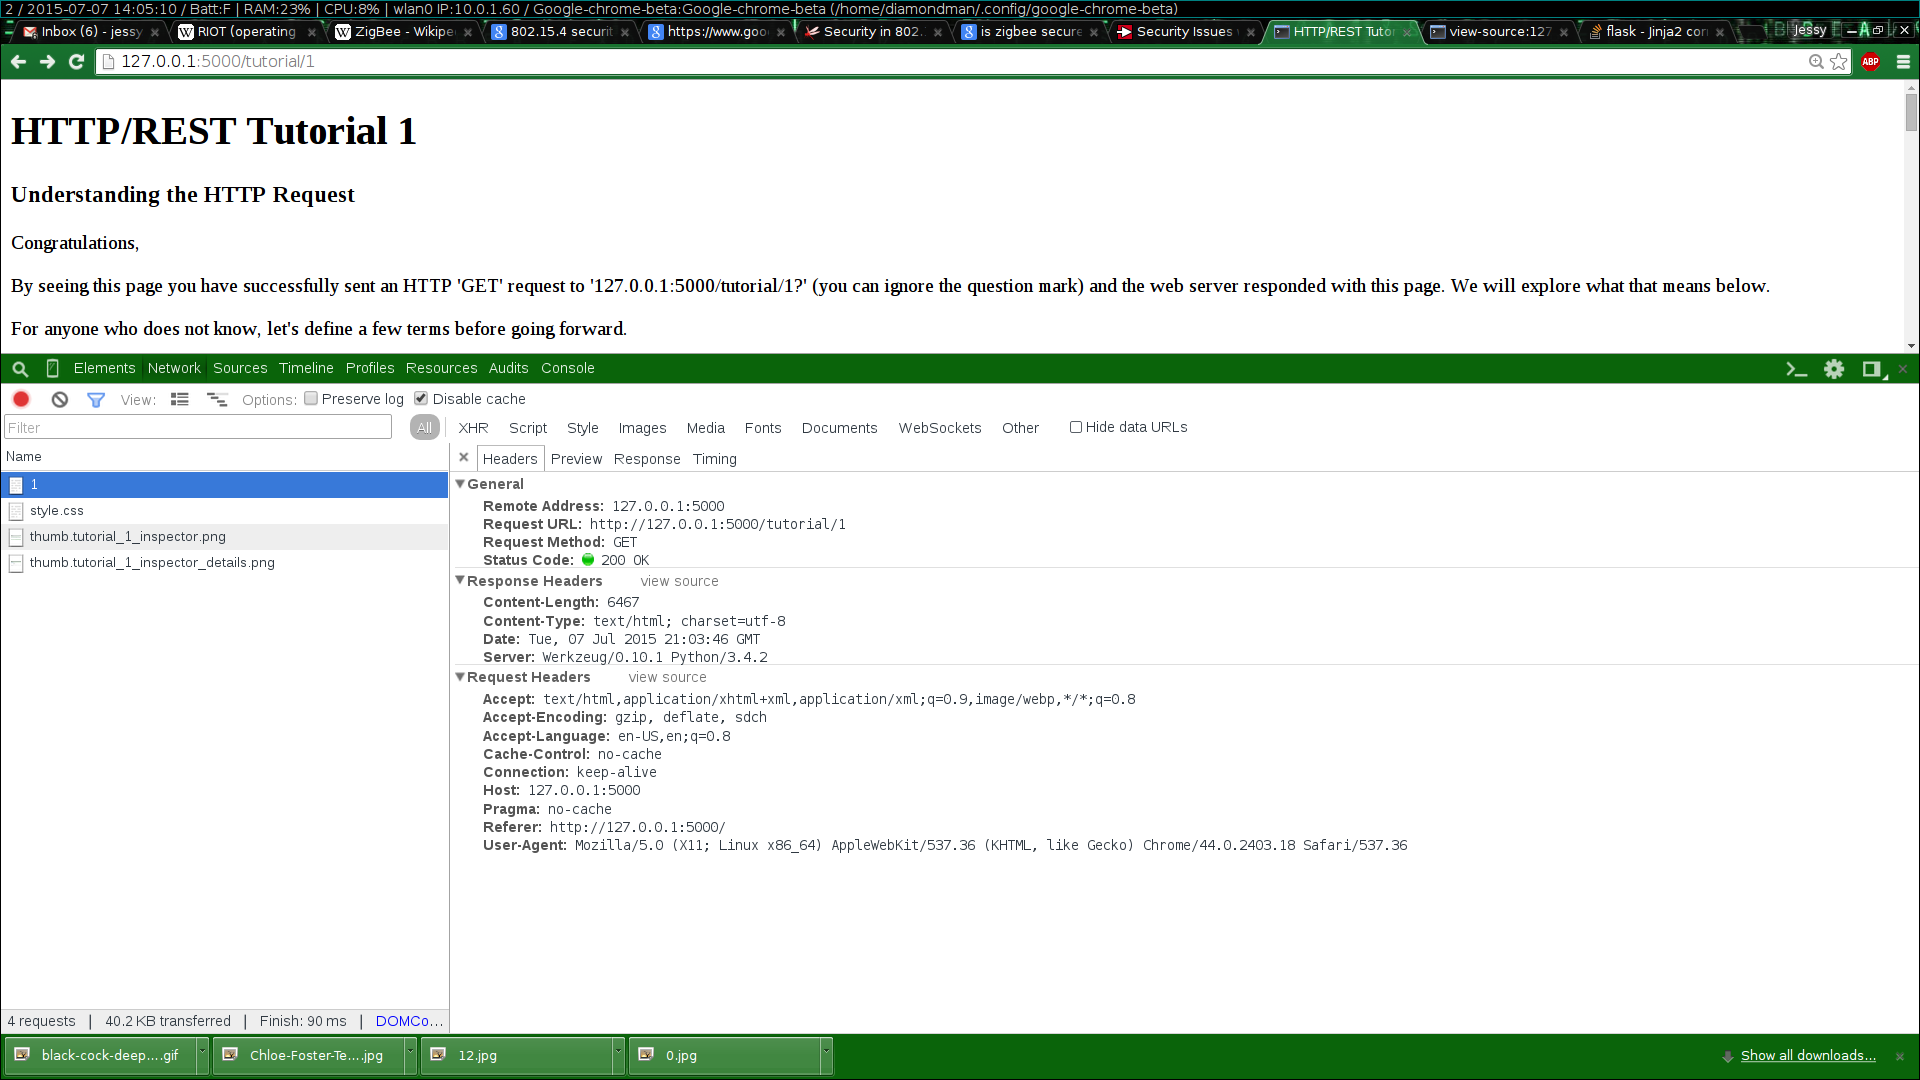 2 / 2015-07-07 14:05:10 / Batt:F | RAM:23% | CPU:8% | wlan0 IP:10.0.1.60 / Google-chrome-beta:Google-chrome-beta (/home/diamondman/.config/google-chrome-beta)
Inbox (6) - jessy RIOT (operating ZigBee - Wikipe 802.15.4 securit https://www.goo Security in 802. is zigbee secure Security Issues HTTP/REST Tutor view-source:127 flask - Jinja2 cor Jessy
127.0.0.1:5000/tutorial/1
ABP
HTTP/REST Tutorial 1
Understanding the HTTP Request
Congratulations,
By seeing this page you have successfully sent an HTTP 'GET' request to '127.0.0.1:5000/tutorial/1?' (you can ignore the question mark) and the web server responded with this page. We will explore what that means below.
For anyone who does not know, let's define a few terms before going forward.
Elements Network Sources Timeline Profiles Resources Audits Console
View: Options: Preserve log Disable cache
Filter All XHR Script Style Images Media Fonts Documents WebSockets Other Hide data URLs
Name
1
style.css
thumb.tutorial_1_inspector.png
thumb.tutorial_1_inspector_details.png
Headers Preview Response Timing
General
Remote Address: 127.0.0.1:5000
Request URL: http://127.0.0.1:5000/tutorial/1
Request Method: GET
Status Code: 200 OK
Response Headers view source
Content-Length: 6467
Content-Type: text/html; charset=utf-8
Date: Tue, 07 Jul 2015 21:03:46 GMT
Server: Werkzeug/0.10.1 Python/3.4.2
Request Headers view source
Accept: text/html,application/xhtml+xml,application/xml;q=0.9,image/webp,*/*;q=0.8
Accept-Encoding: gzip, deflate, sdch
Accept-Language: en-US,en;q=0.8
Cache-Control: no-cache
Connection: keep-alive
Host: 127.0.0.1:5000
Pragma: no-cache
Referer: http://127.0.0.1:5000/
User-Agent: Mozilla/5.0 (X11; Linux x86_64) AppleWebKit/537.36 (KHTML, like Gecko) Chrome/44.0.2403.18 Safari/537.36
4 requests | 40.2 KB transferred | Finish: 90 ms | DOMCo...
black-cock-deep....gif Chloe-Foster-Te....jpg 12.jpg 0.jpg Show all downloads...